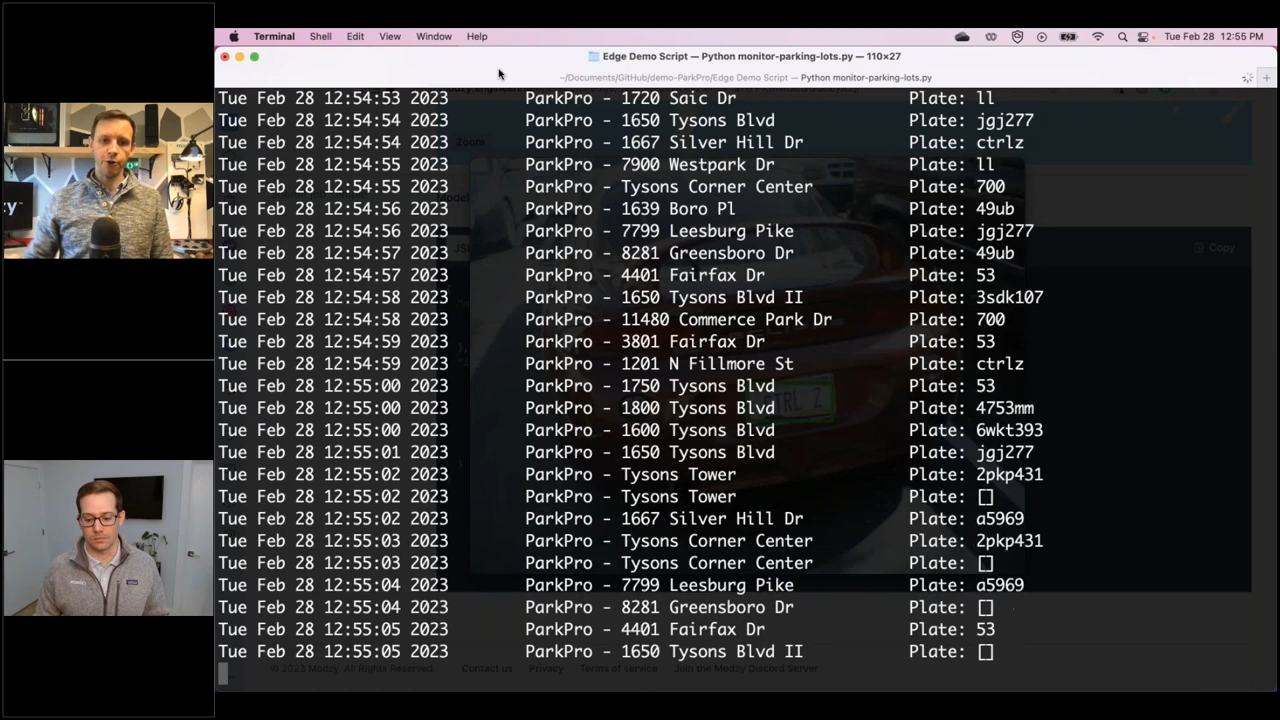 Terminal Shell Edit View Window Help Tue Feb 28 12:55 PM
Edge Demo Script — Python monitor-parking-lots.py — 110×27
~/Documents/GitHub/demo-ParkPro/Edge Demo Script — Python monitor-parking-lots.py
Tue Feb 28 12:54:53 2023 ParkPro - 1720 Saic Dr Plate: ll
Tue Feb 28 12:54:54 2023 ParkPro - 1650 Tysons Blvd Plate: jgj277
Tue Feb 28 12:54:54 2023 ParkPro - 1667 Silver Hill Dr Plate: ctrlz
Tue Feb 28 12:54:55 2023 ParkPro - 7900 Westpark Dr Plate: ll
Tue Feb 28 12:54:55 2023 ParkPro - Tysons Corner Center Plate: 700
Tue Feb 28 12:54:56 2023 ParkPro - 1639 Boro Pl Plate: 49ub
Tue Feb 28 12:54:56 2023 ParkPro - 7799 Leesburg Pike Plate: jgj277
Tue Feb 28 12:54:57 2023 ParkPro - 8281 Greensboro Dr Plate: 49ub
Tue Feb 28 12:54:57 2023 ParkPro - 4401 Fairfax Dr Plate: 53
Tue Feb 28 12:54:58 2023 ParkPro - 1650 Tysons Blvd II Plate: 3sdk107
Tue Feb 28 12:54:58 2023 ParkPro - 11480 Commerce Park Dr Plate: 700
Tue Feb 28 12:54:59 2023 ParkPro - 3801 Fairfax Dr Plate: 53
Tue Feb 28 12:54:59 2023 ParkPro - 1201 N Fillmore St Plate: ctrlz
Tue Feb 28 12:55:00 2023 ParkPro - 1750 Tysons Blvd Plate: 53
Tue Feb 28 12:55:00 2023 ParkPro - 1800 Tysons Blvd Plate: 4753mm
Tue Feb 28 12:55:00 2023 ParkPro - 1600 Tysons Blvd Plate: 6wkt393
Tue Feb 28 12:55:01 2023 ParkPro - 1650 Tysons Blvd Plate: jgj277
Tue Feb 28 12:55:02 2023 ParkPro - Tysons Tower Plate: 2pkp431
Tue Feb 28 12:55:02 2023 ParkPro - Tysons Tower Plate: []
Tue Feb 28 12:55:02 2023 ParkPro - 1667 Silver Hill Dr Plate: a5969
Tue Feb 28 12:55:03 2023 ParkPro - Tysons Corner Center Plate: 2pkp431
Tue Feb 28 12:55:03 2023 ParkPro - Tysons Corner Center Plate: []
Tue Feb 28 12:55:04 2023 ParkPro - 7799 Leesburg Pike Plate: a5969
Tue Feb 28 12:55:04 2023 ParkPro - 8281 Greensboro Dr Plate: []
Tue Feb 28 12:55:05 2023 ParkPro - 4401 Fairfax Dr Plate: 53
Tue Feb 28 12:55:05 2023 ParkPro - 1650 Tysons Blvd II Plate: []
Zoom
Copy
CTRL Z
© 2023 Modzy. All Rights Reserved. Contact us Privacy Terms of service Join the Modzy Discord Server